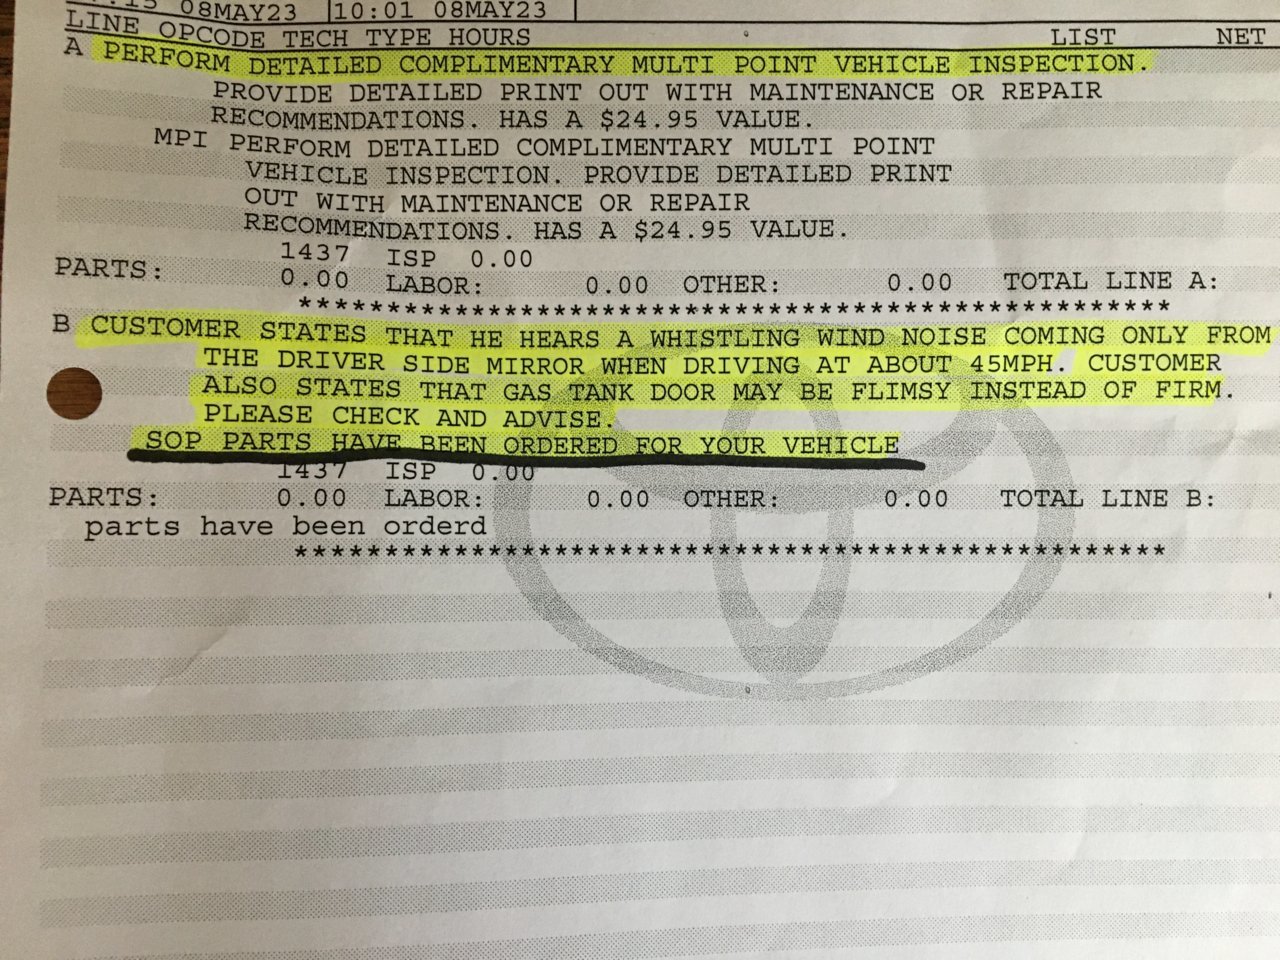 08MAY23 10:01 08MAY23
LINE OPCODE TECH TYPE HOURS LIST NET
A PERFORM DETAILED COMPLIMENTARY MULTI POINT VEHICLE INSPECTION.
PROVIDE DETAILED PRINT OUT WITH MAINTENANCE OR REPAIR
RECOMMENDATIONS. HAS A $24.95 VALUE.
MPI PERFORM DETAILED COMPLIMENTARY MULTI POINT
VEHICLE INSPECTION. PROVIDE DETAILED PRINT
OUT WITH MAINTENANCE OR REPAIR
RECOMMENDATIONS. HAS A $24.95 VALUE.
1437 ISP 0.00
PARTS: 0.00 LABOR: 0.00 OTHER: 0.00 TOTAL LINE A:
****************************************************
B CUSTOMER STATES THAT HE HEARS A WHISTLING WIND NOISE COMING ONLY FROM
THE DRIVER SIDE MIRROR WHEN DRIVING AT ABOUT 45MPH. CUSTOMER
ALSO STATES THAT GAS TANK DOOR MAY BE FLIMSY INSTEAD OF FIRM.
PLEASE CHECK AND ADVISE.
SOP PARTS HAVE BEEN ORDERED FOR YOUR VEHICLE
1437 ISP 0.00
PARTS: 0.00 LABOR: 0.00 OTHER: 0.00 TOTAL LINE B:
parts have been orderd
****************************************************